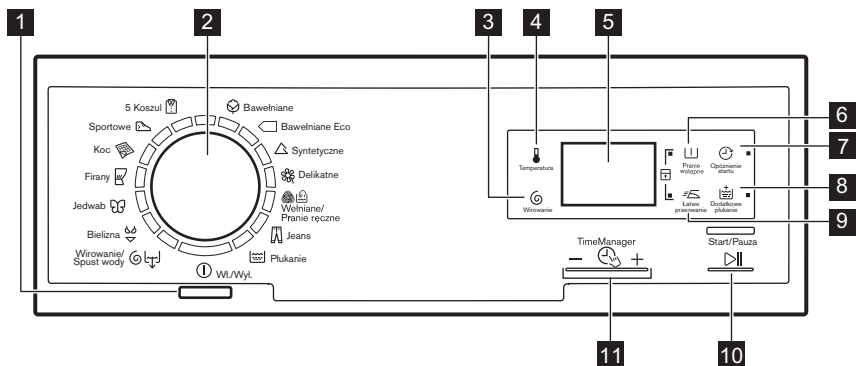 1
2
3
4
5
6
7
8
9
10
11
5 Koszul
Sportowe
Koc
Firany
Jedwab
Bielizna
Wirowanie/
Spust wody
Bawełniane
Bawełniane Eco
Syntetyczne
Delikatne
Wełniane/
Pranie ręczne
Jeans
Płukanie
Wł./Wył.
Temperatura
Wirowanie
Pranie
wstępne
Opóźnienie
startu
Łatwe
prasowanie
Dodatkowe
płukanie
TimeManager
− +
Start/Pauza